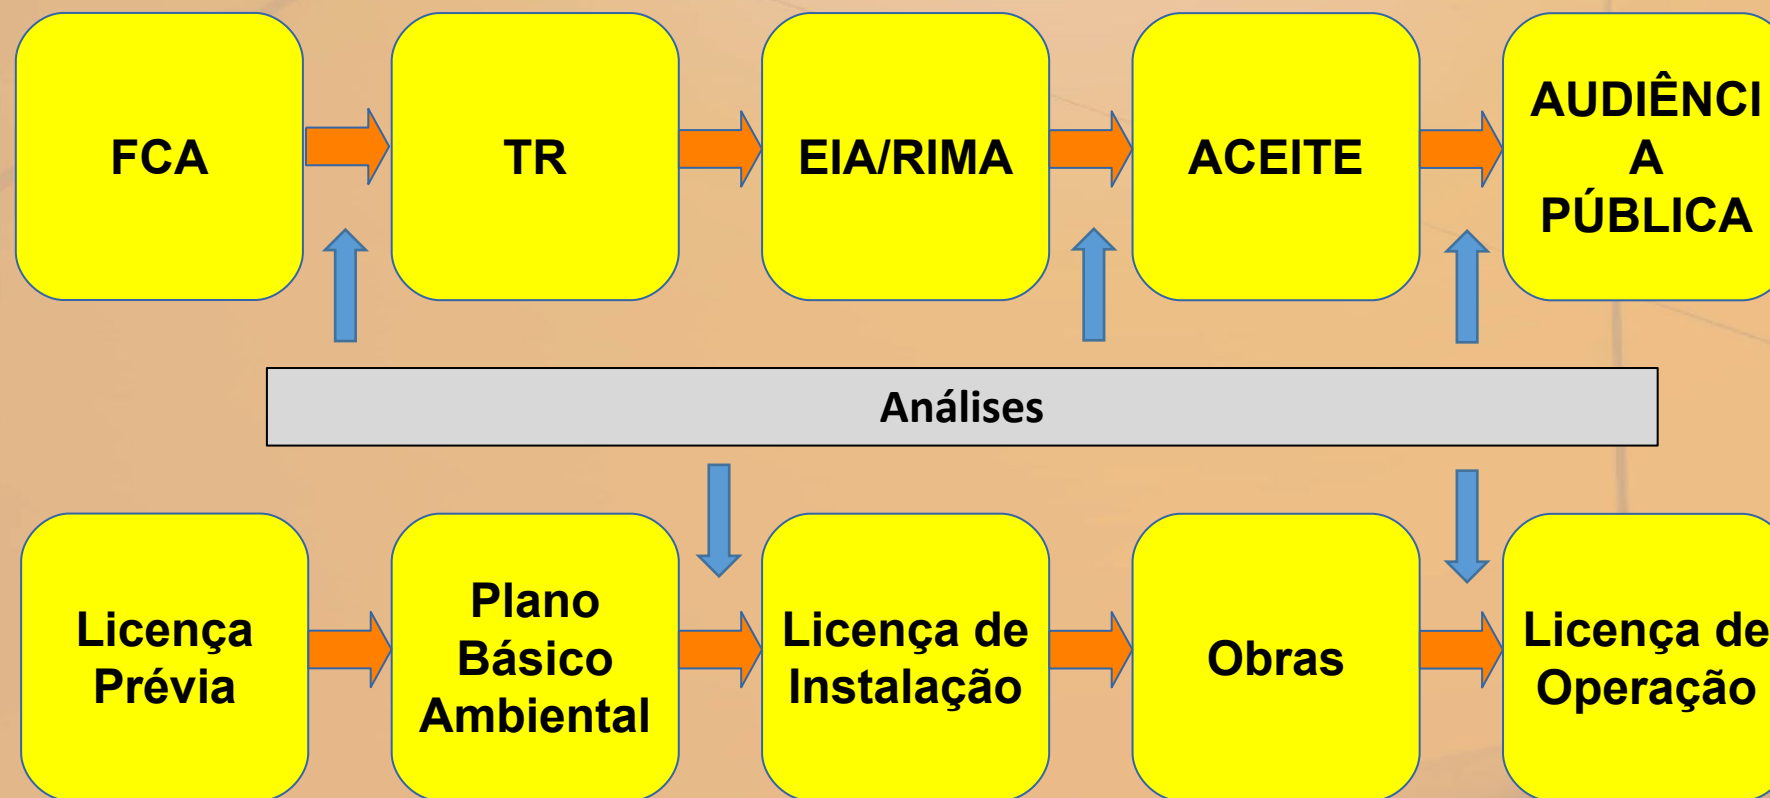 FCA
TR
EIA/RIMA
ACEITE
AUDIÊNCI
A
PÚBLICA
Análises
Licença
Prévia
Plano
Básico
Ambiental
Licença de
Instalação
Obras
Licença de
Operação